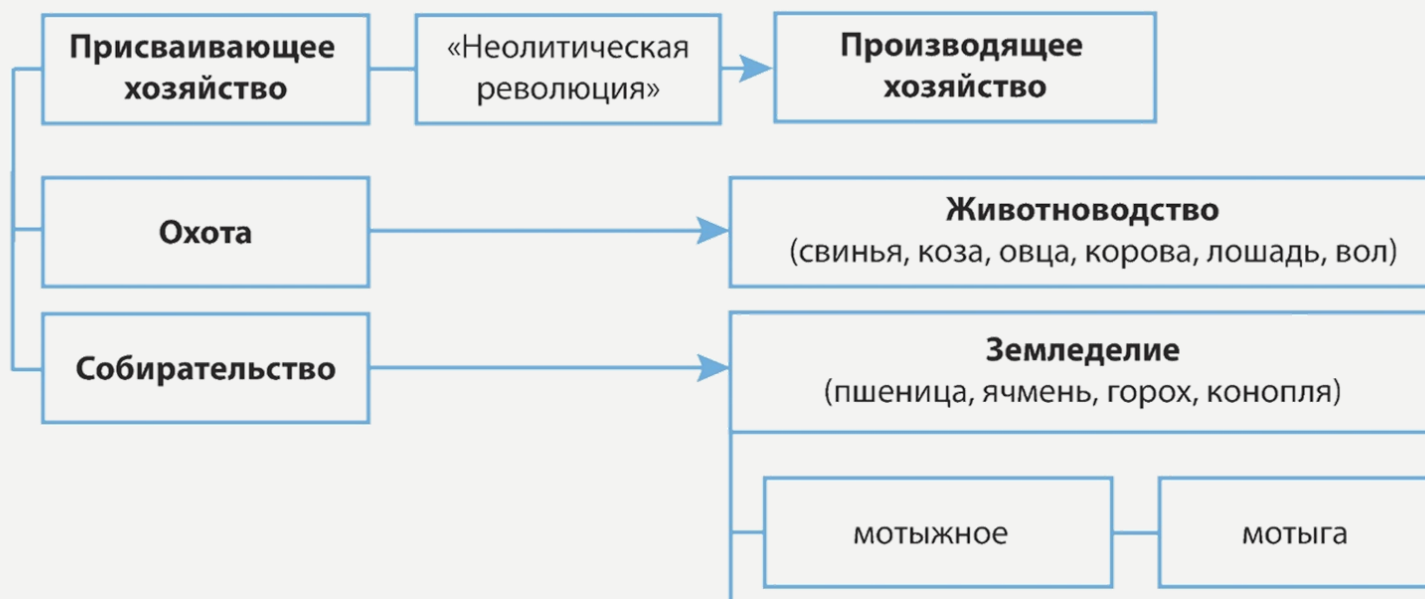 Присваивающее
хозяйство
«Неолитическая
революция»
Производящее
хозяйство
Охота
Животноводство
(свинья, коза, овца, корова, лошадь, вол)
Собирательство
Земледелие
(пшеница, ячмень, горох, конопля)
мотыжное
мотыга